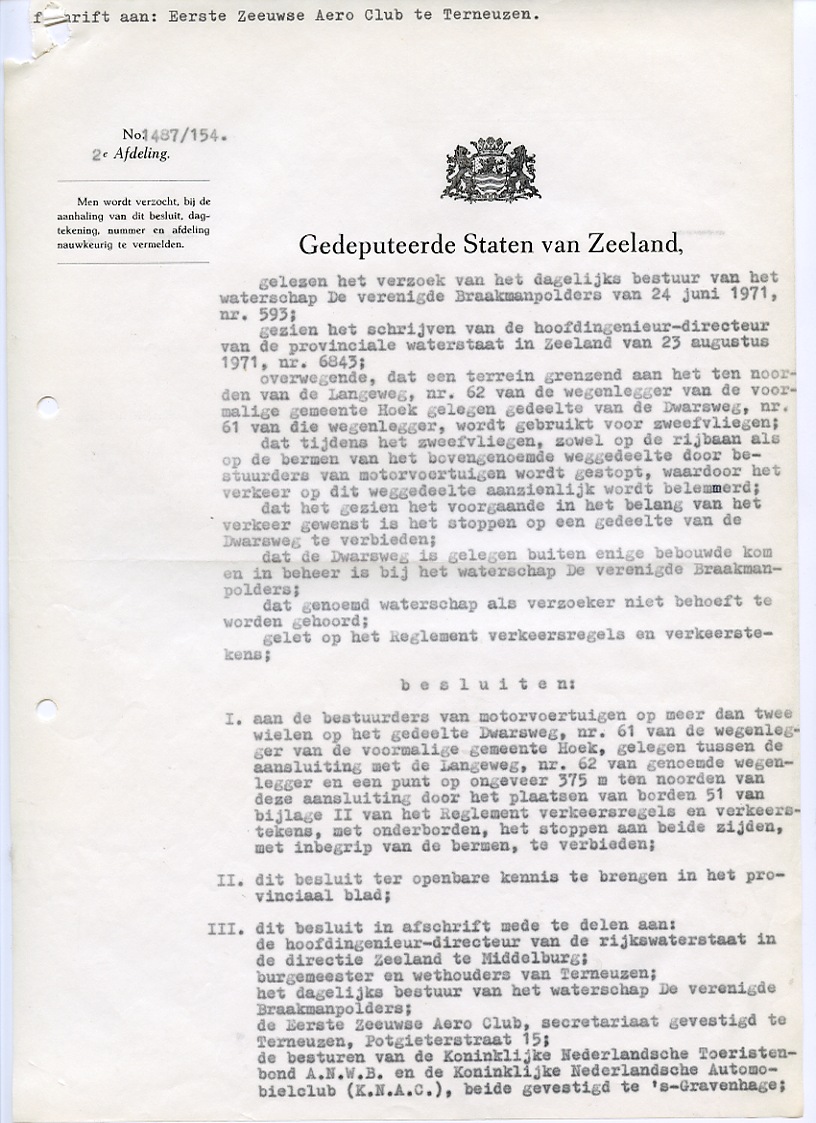 aan: Eerste Zeeuwse Aero Club te Terneuzen.
No. 1487/154.
2e Afdeling.
Men wordt verzocht, bij de
aanhaling van dit besluit, dag-
tekening, nummer en afdeling
nauwkeurig te vermelden.
Gedeputeerde Staten van Zeeland,
gelezen het verzoek van het dagelijks bestuur van het
waterschap De verenigde Braakmanpolders van 24 juni 1971,
nr. 593;
gezien het schrijven van de hoofdingenieur-directeur
van de provinciale waterstaat in Zeeland van 23 augustus
1971, nr. 6843;
overwegende, dat een terrein grenzend aan het ten noor-
den van de Langeweg, nr. 62 van de wegenlegger van de voor-
malige gemeente Hoek gelegen gedeelte van de Dwarsweg, nr.
61 van die wegenlegger, wordt gebruikt voor zweefvliegen;
dat tijdens het zweefvliegen, zowel op de rijbaan als
op de bermen van het bovengenoemde weggedeelte door be-
stuurders van motorvoertuigen wordt gestopt, waardoor het
verkeer op dit weggedeelte aanzienlijk wordt belemmerd;
dat het gezien het voorgaande in het belang van het
verkeer gewenst is het stoppen op een gedeelte van de
Dwarsweg te verbieden;
dat de Dwarsweg is gelegen buiten enige bebouwde kom
en in beheer is bij het waterschap De verenigde Braakman-
polders;
dat genoemd waterschap als verzoeker niet behoeft te
worden gehoord;
gelet op het Reglement verkeersregels en verkeerste-
kens;
b e s l u i t e n:
I. aan de bestuurders van motorvoertuigen op meer dan twee
wielen op het gedeelte Dwarsweg, nr. 61 van de wegenleg-
ger van de voormalige gemeente Hoek, gelegen tussen de
aansluiting met de Langeweg, nr. 62 van genoemde wegen-
legger en een punt op ongeveer 375 m ten noorden van
deze aansluiting door het plaatsen van borden 51 van
bijlage II van het Reglement verkeersregels en verkeers-
tekens, met onderborden, het stoppen aan beide zijden,
met inbegrip van de bermen, te verbieden;
II. dit besluit ter openbare kennis te brengen in het pro-
vinciaal blad;
III. dit besluit in afschrift mede te delen aan:
de hoofdingenieur-directeur van de rijkswaterstaat in
de directie Zeeland te Middelburg;
burgemeester en wethouders van Terneuzen;
het dagelijks bestuur van het waterschap De verenigde
Braakmanpolders;
de Eerste Zeeuwse Aero Club, secretariaat gevestigd te
Terneuzen, Potgieterstraat 15;
de besturen van de Koninklijke Nederlandsche Toeristen-
bond A.N.W.B. en de Koninklijke Nederlandsche Automo-
bielclub (K.N.A.C.), beide gevestigd te 's-Gravenhage;